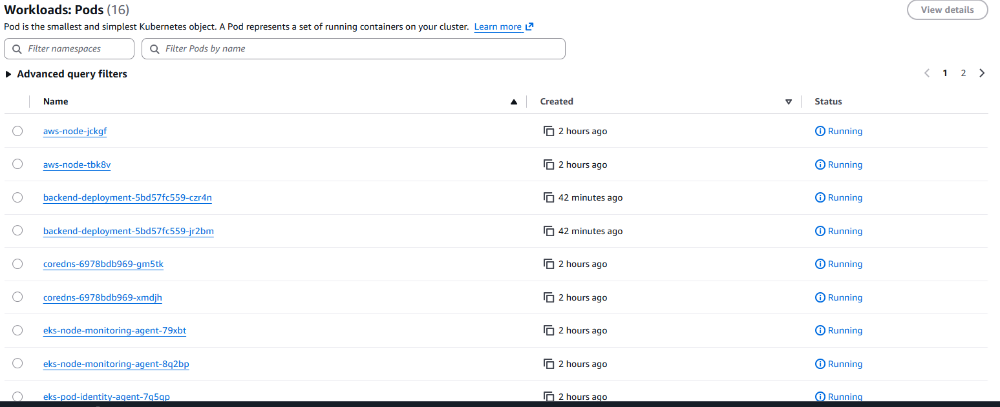 Workloads: Pods (16)
View details
Pod is the smallest and simplest Kubernetes object. A Pod represents a set of running containers on your cluster. Learn more
Filter namespaces
Filter Pods by name
Advanced query filters
1 2
Name Created Status
aws-node-jckgf 2 hours ago Running
aws-node-tbk8v 2 hours ago Running
backend-deployment-5bd57fc559-czr4n 42 minutes ago Running
backend-deployment-5bd57fc559-jr2bm 42 minutes ago Running
coredns-6978bdb969-gm5tk 2 hours ago Running
coredns-6978bdb969-xmdjh 2 hours ago Running
eks-node-monitoring-agent-79xbt 2 hours ago Running
eks-node-monitoring-agent-8q2bp 2 hours ago Running
2 hours ago Running